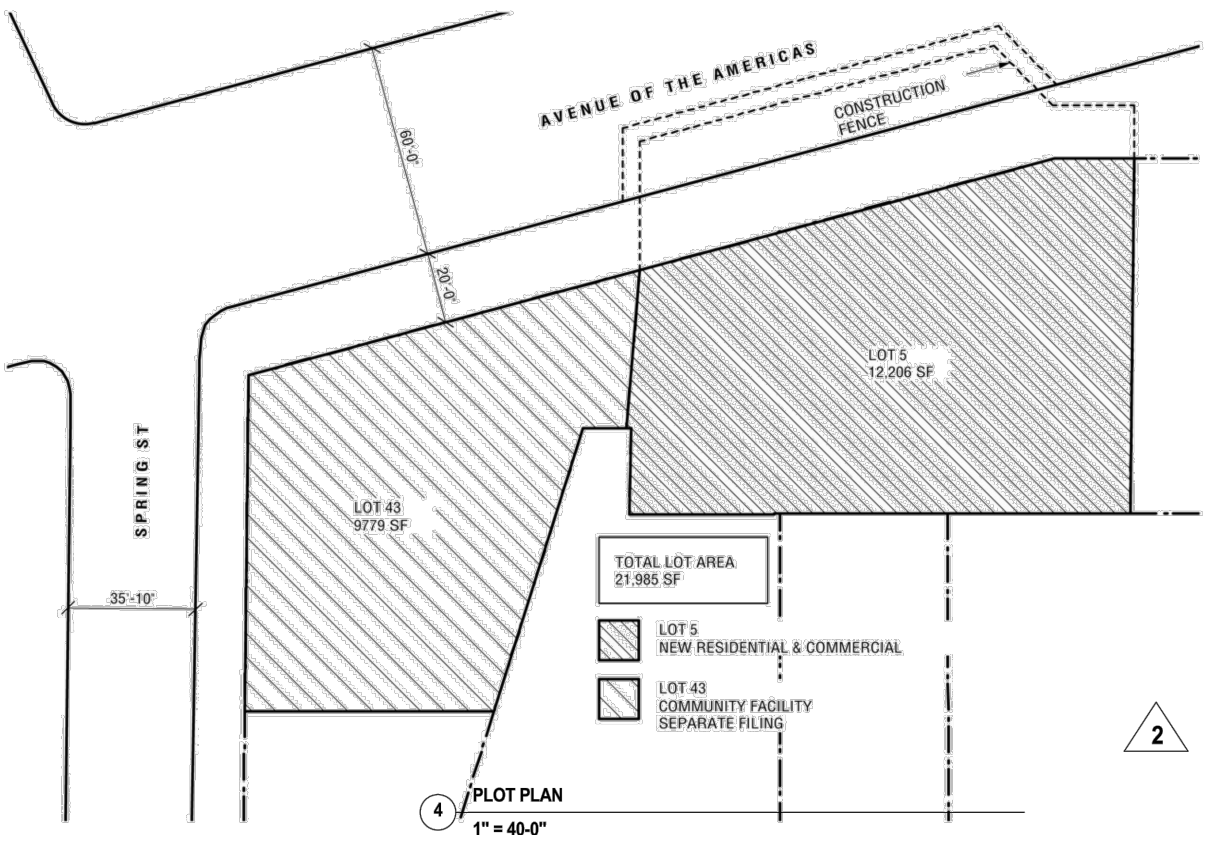 AVENUE OF THE AMERICAS
CONSTRUCTION
FENCE
60'-0"
20'-0"
LOT 5
12,206 SF
SPRING ST
LOT 43
9779 SF
35'-10"
TOTAL LOT AREA
21,985 SF
LOT 5
NEW RESIDENTIAL & COMMERCIAL
LOT 43
COMMUNITY FACILITY
SEPARATE FILING
2
4
PLOT PLAN
1" = 40-0"